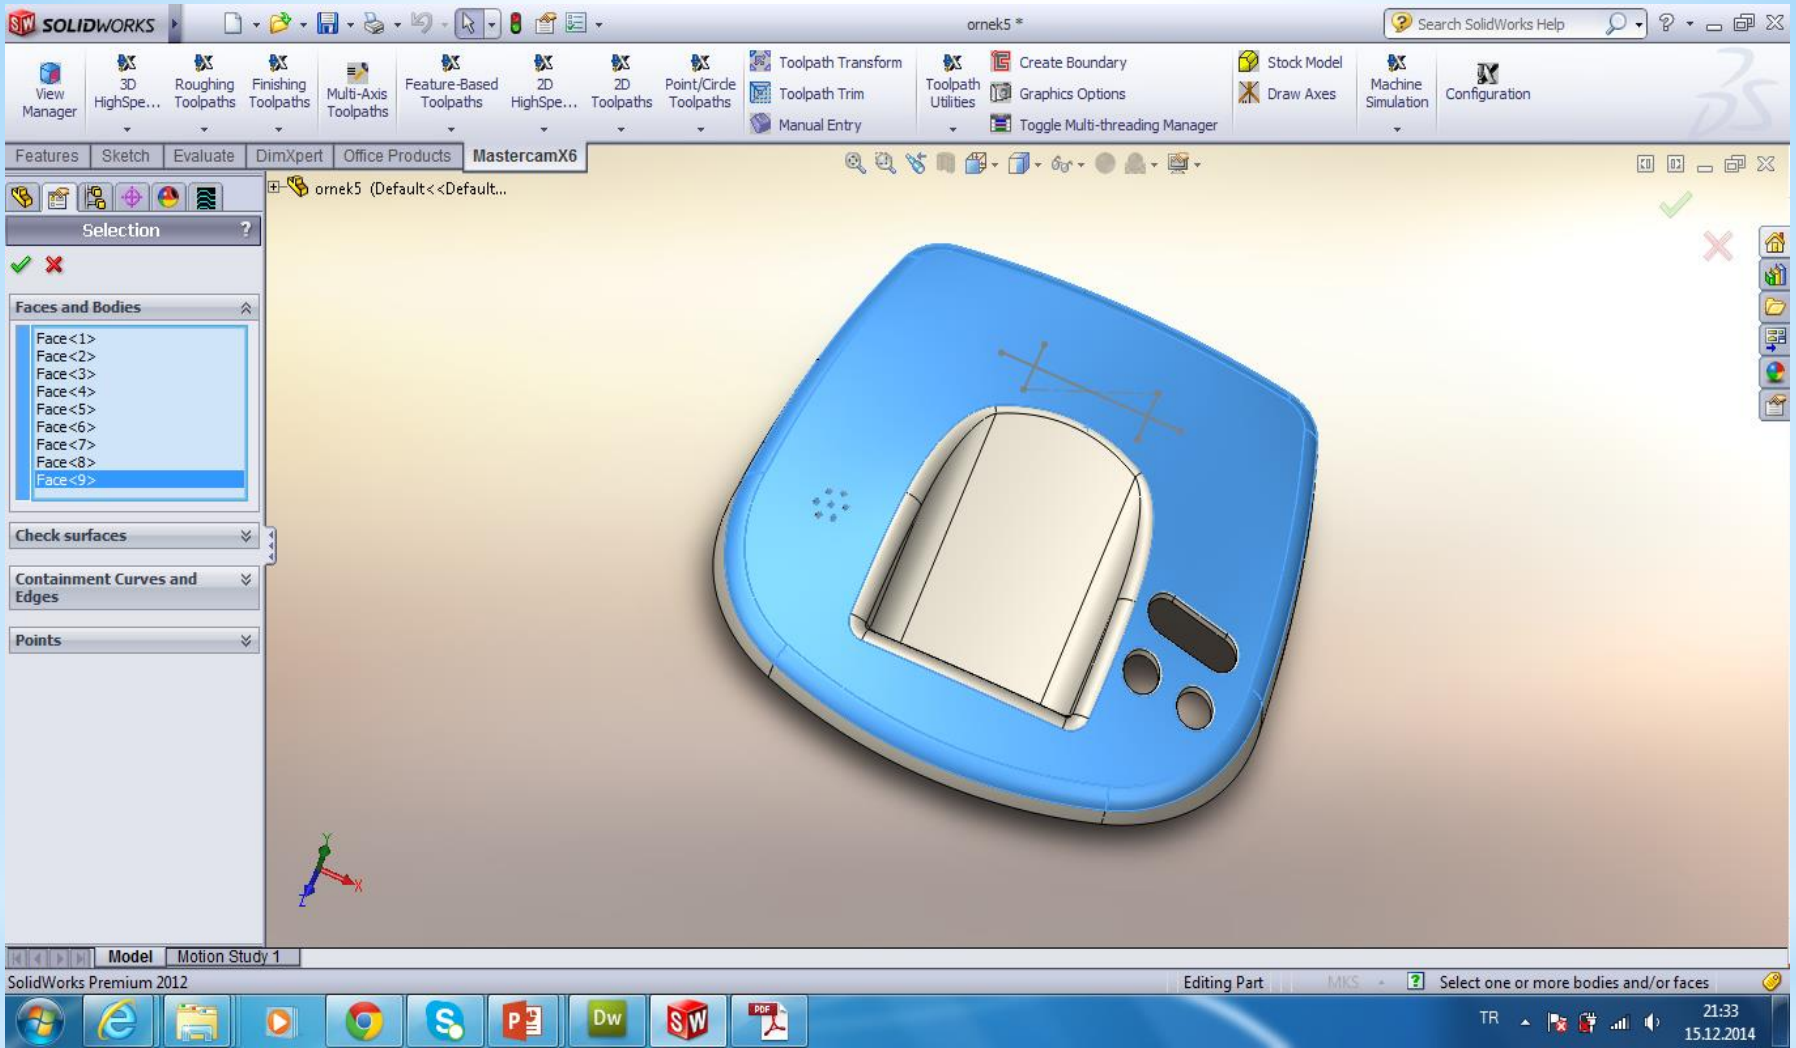 SW SOLIDWORKS
ornek5 *
Search SolidWorks Help
View Manager
3D HighSpe...
Roughing Toolpaths
Finishing Toolpaths
Multi-Axis Toolpaths
Feature-Based Toolpaths
2D HighSpe...
2D Toolpaths
Point/Circle Toolpaths
Toolpath Transform
Toolpath Trim
Manual Entry
Toolpath Utilities
Create Boundary
Graphics Options
Toggle Multi-threading Manager
Stock Model
Draw Axes
Machine Simulation
Configuration
Features Sketch Evaluate DimXpert Office Products MastercamX6
ornek5 (Default<<Default...
Selection ?
Faces and Bodies
Face<1>
Face<2>
Face<3>
Face<4>
Face<5>
Face<6>
Face<7>
Face<8>
Face<9>
Check surfaces
Containment Curves and
Edges
Points
Y
X
Z
Model Motion Study 1
SolidWorks Premium 2012
Editing Part MKS ? Select one or more bodies and/or faces
P Dw SW PDF
TR
21:33
15.12.2014